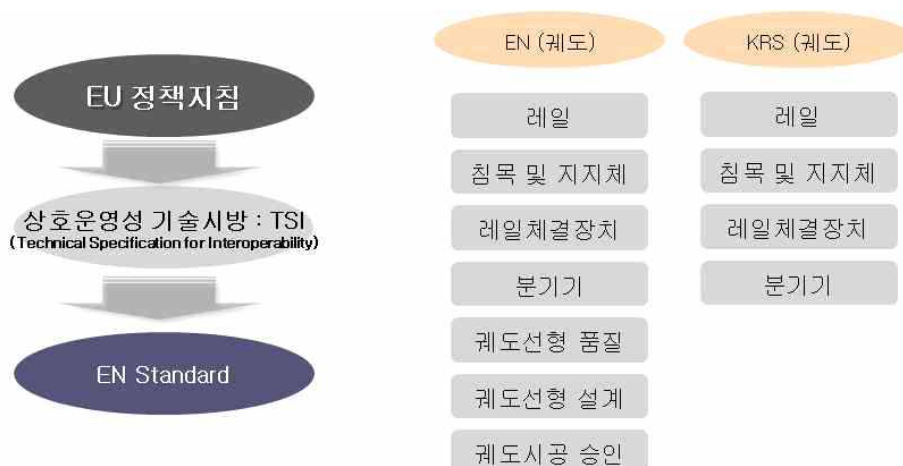 EU 정책지침
상호운영성 기술시방 : TSI
(Technical Specification for Interoperability)
EN Standard
EN (궤도)
레일
침목 및 지지체
레일체결장치
분기기
궤도선형 품질
궤도선형 설계
궤도시공 승인
KRS (궤도)
레일
침목 및 지지체
레일체결장치
분기기